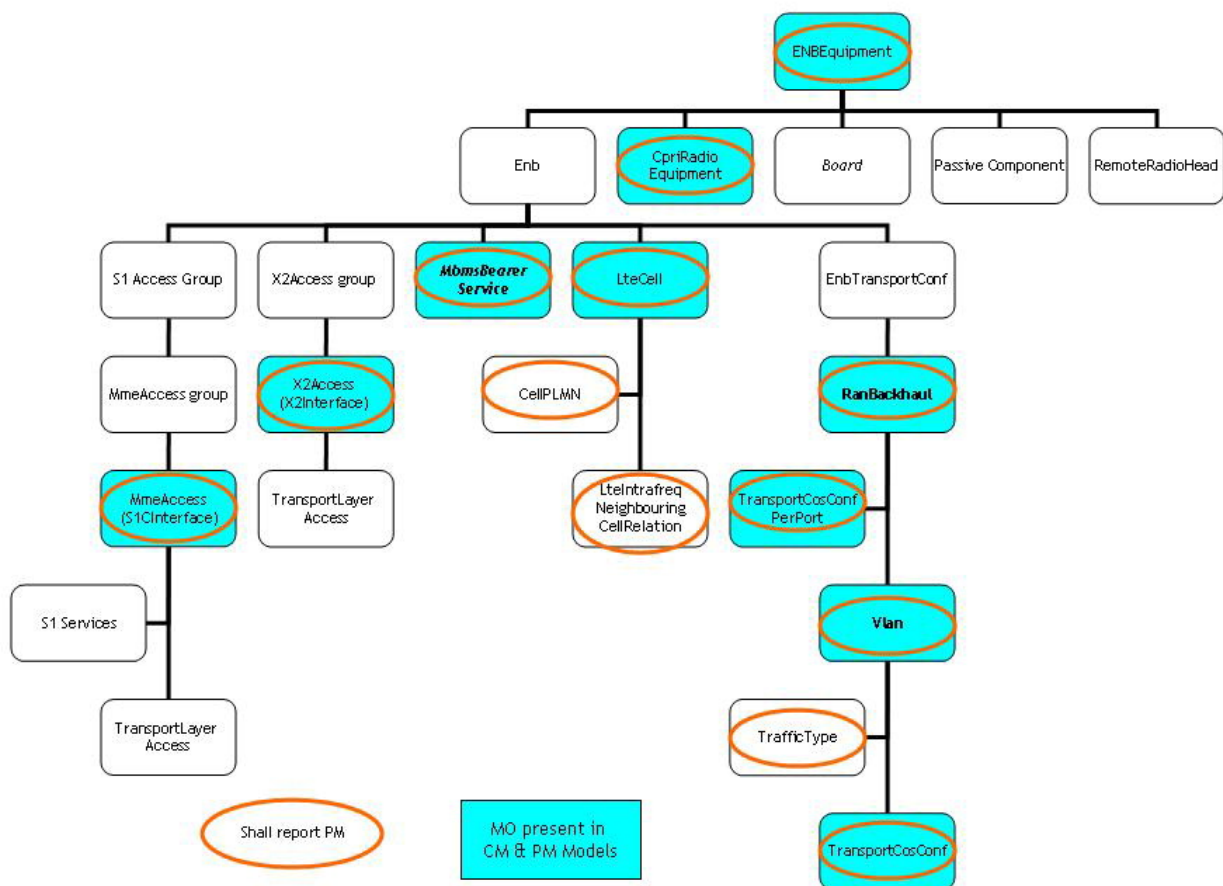 ENBEquipment
Enb
CpriRadio
Equipment
Board
Passive Component
RemoteRadioHead
S1 Access Group
X2Access group
MbmsBearer
Service
LteCell
EnbTransportConf
MmeAccess group
X2Access
(X2Interface)
CellPLMN
RanBackhaul
MmeAccess
(S1CInterface)
TransportLayer
Access
LteIntrafreq
Neighbouring
CellRelation
TransportCosConf
PerPort
S1 Services
Vlan
TransportLayer
Access
TrafficType
Shall report PM
MO present in
CM & PM Models
TransportCosConf